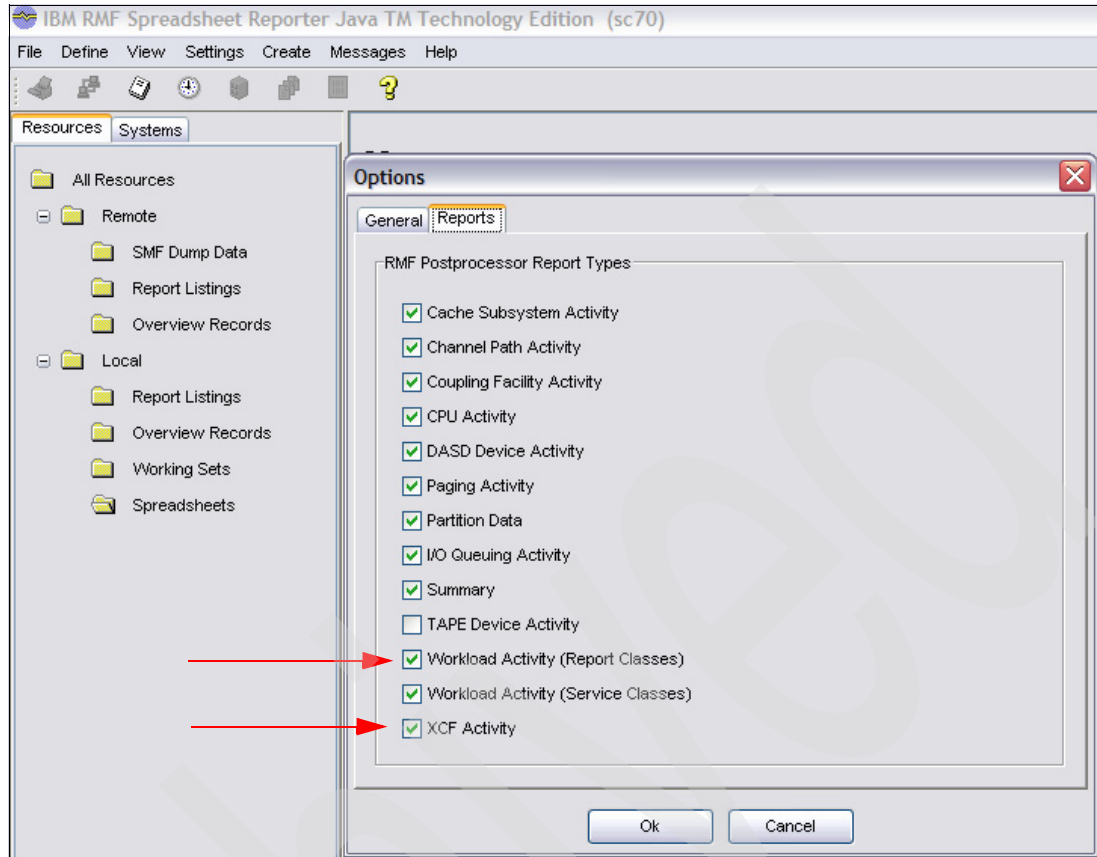 IBM RMF Spreadsheet Reporter Java TM Technology Edition (sc70)
File Define View Settings Create Messages Help
Resources Systems
All Resources
Remote
SMF Dump Data
Report Listings
Overview Records
Local
Report Listings
Overview Records
Working Sets
Spreadsheets
Options
General Reports
RMF Postprocessor Report Types
Cache Subsystem Activity
Channel Path Activity
Coupling Facility Activity
CPU Activity
DASD Device Activity
Paging Activity
Partition Data
I/O Queuing Activity
Summary
TAPE Device Activity
Workload Activity (Report Classes)
Workload Activity (Service Classes)
XCF Activity
Ok Cancel